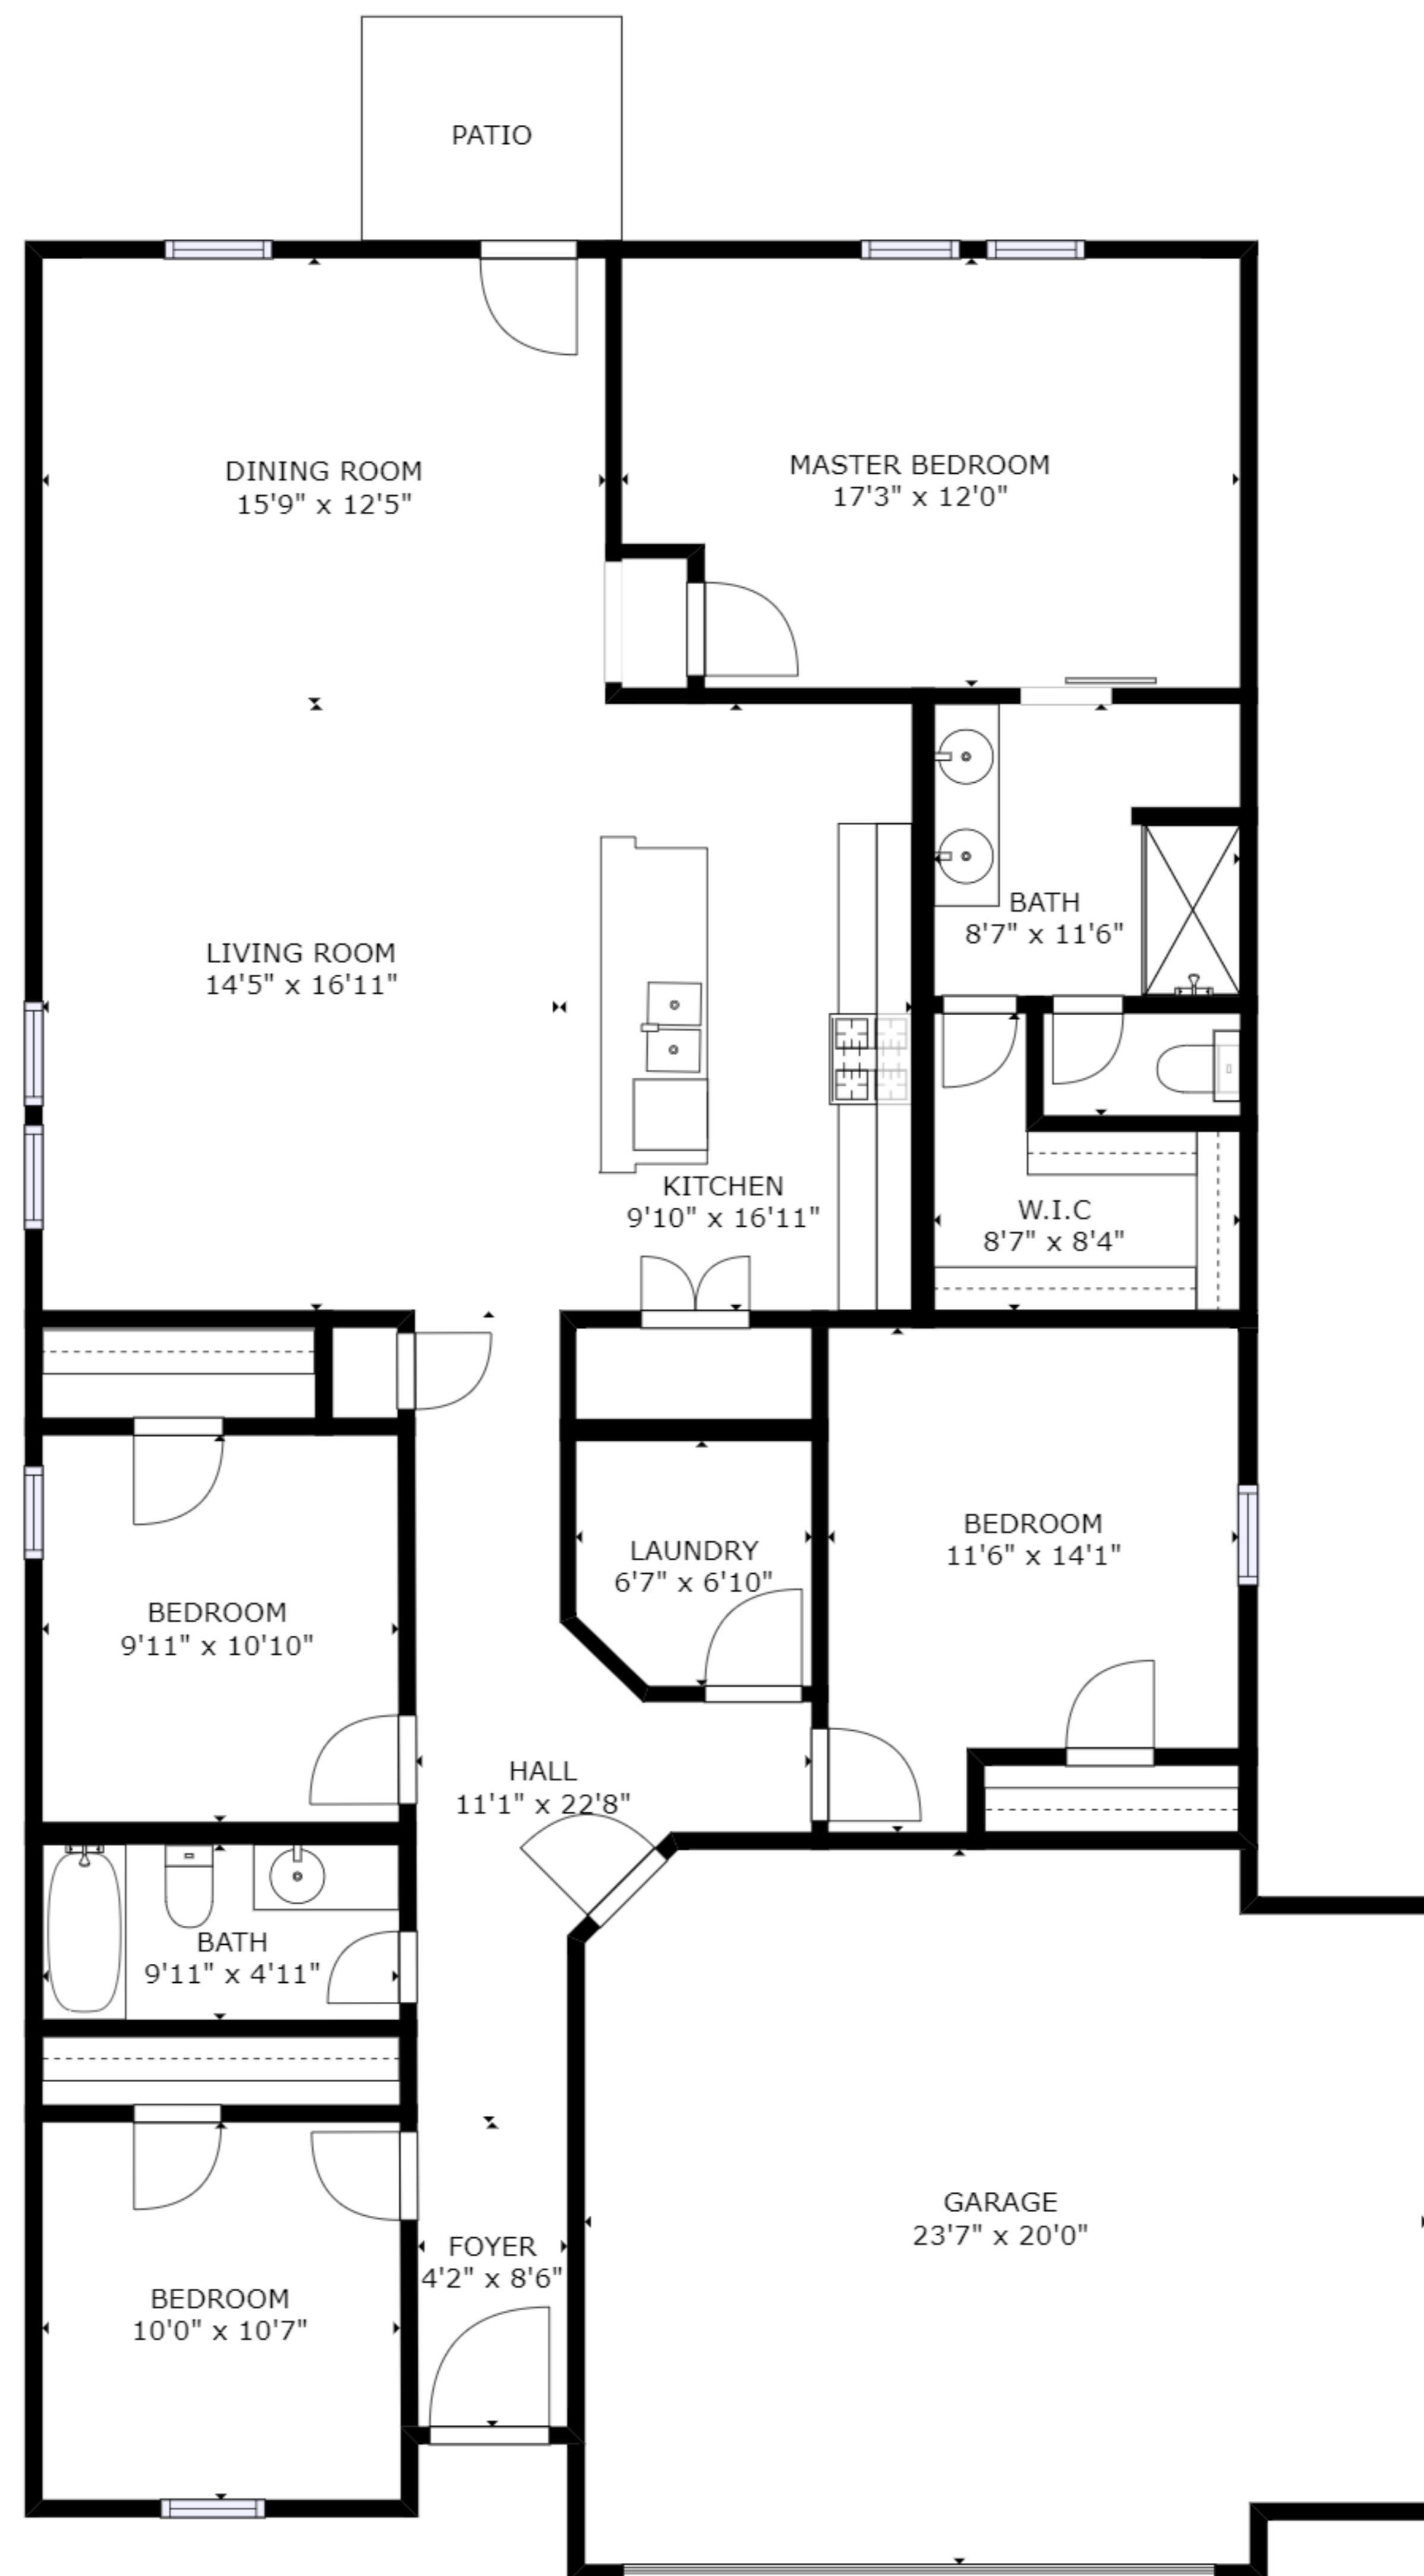 PATIO
DINING ROOM
15'9" x 12'5"
MASTER BEDROOM
17'3" x 12'0"
LIVING ROOM
14'5" x 16'11"
BATH
8'7" x 11'6"
KITCHEN
9'10" x 16'11"
W.I.C
8'7" x 8'4"
BEDROOM
9'11" x 10'10"
LAUNDRY
6'7" x 6'10"
BEDROOM
11'6" x 14'1"
HALL
11'1" x 22'8"
BATH
9'11" x 4'11"
FOYER
4'2" x 8'6"
GARAGE
23'7" x 20'0"
BEDROOM
10'0" x 10'7"